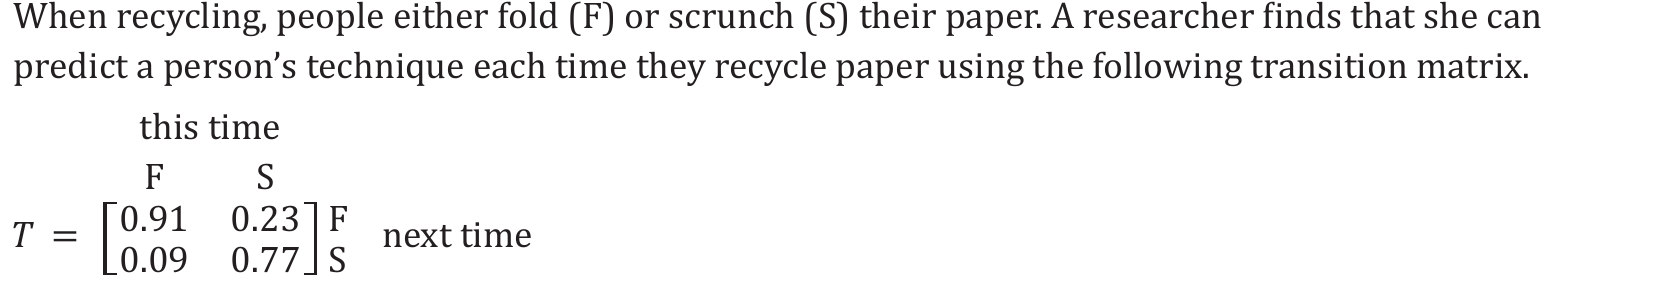 When recycling, people either fold (F) or scrunch (S) their paper. A researcher finds that she can
predict a person’s technique each time they recycle paper using the following transition matrix.
this time
F S
T = [0.91 0.23] F next time
[0.09 0.77] S